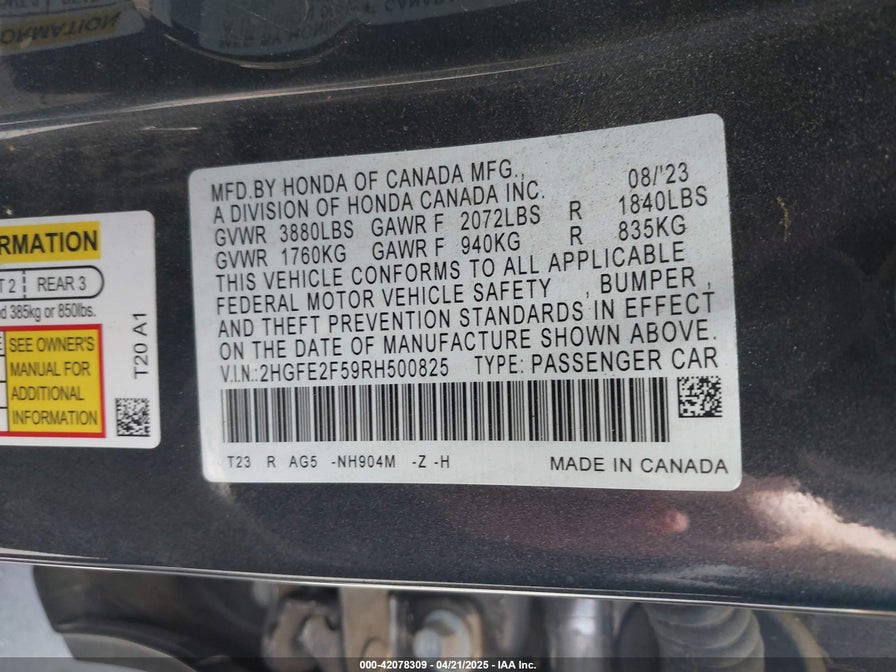 MFD.BY HONDA OF CANADA MFG., 08/'23
A DIVISION OF HONDA CANADA INC.
GVWR 3880LBS GAWR F 2072LBS R 1840LBS
GVWR 1760KG GAWR F 940KG R 835KG
THIS VEHICLE CONFORMS TO ALL APPLICABLE
FEDERAL MOTOR VEHICLE SAFETY , BUMPER ,
AND THEFT PREVENTION STANDARDS IN EFFECT
ON THE DATE OF MANUFACTURE SHOWN ABOVE.
V.I.N.:2HGFE2F59RH500825 TYPE: PASSENGER CAR
T23 R AG5 -NH904M -Z -H MADE IN CANADA
RMATION
T 2 REAR 3
d 385kg or 850lbs.
SEE OWNER'S
MANUAL FOR
ADDITIONAL
INFORMATION
T20 A1
000-42078309 - 04/21/2025 - IAA Inc.